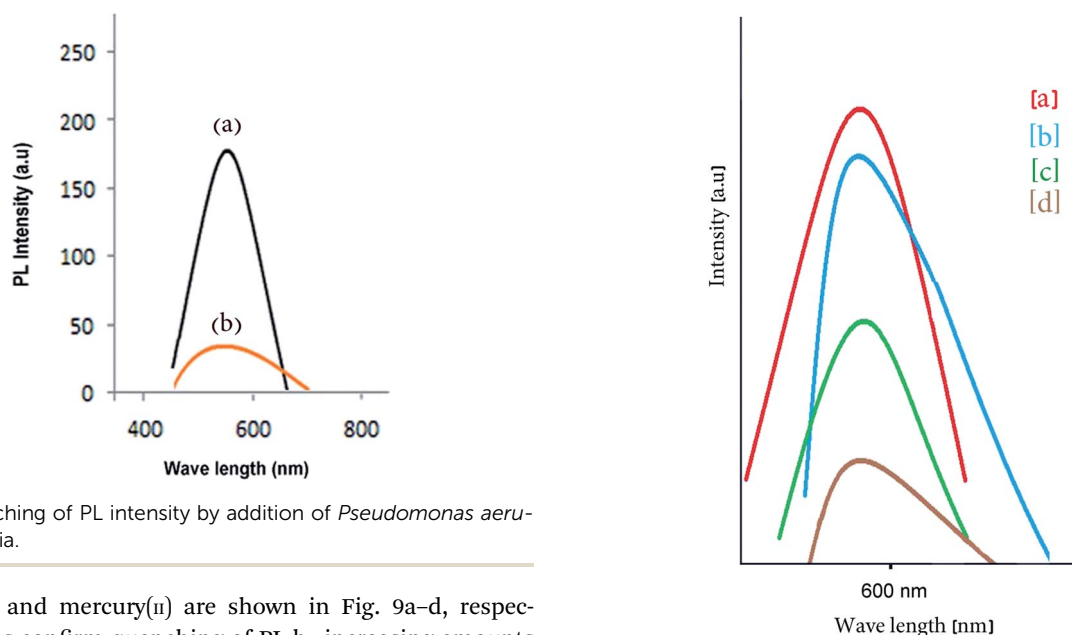 250
200
150
100
50
0
PL Intensity (a.u)
(a)
(b)
400 600 800
Wave length (nm)
ching of PL intensity by addition of Pseudomonas aeru-
ia.
and mercury(II) are shown in Fig. 9a–d, respec-
[a]
[b]
[c]
[d]
Intensity [a.u]
600 nm
Wave length [nm]